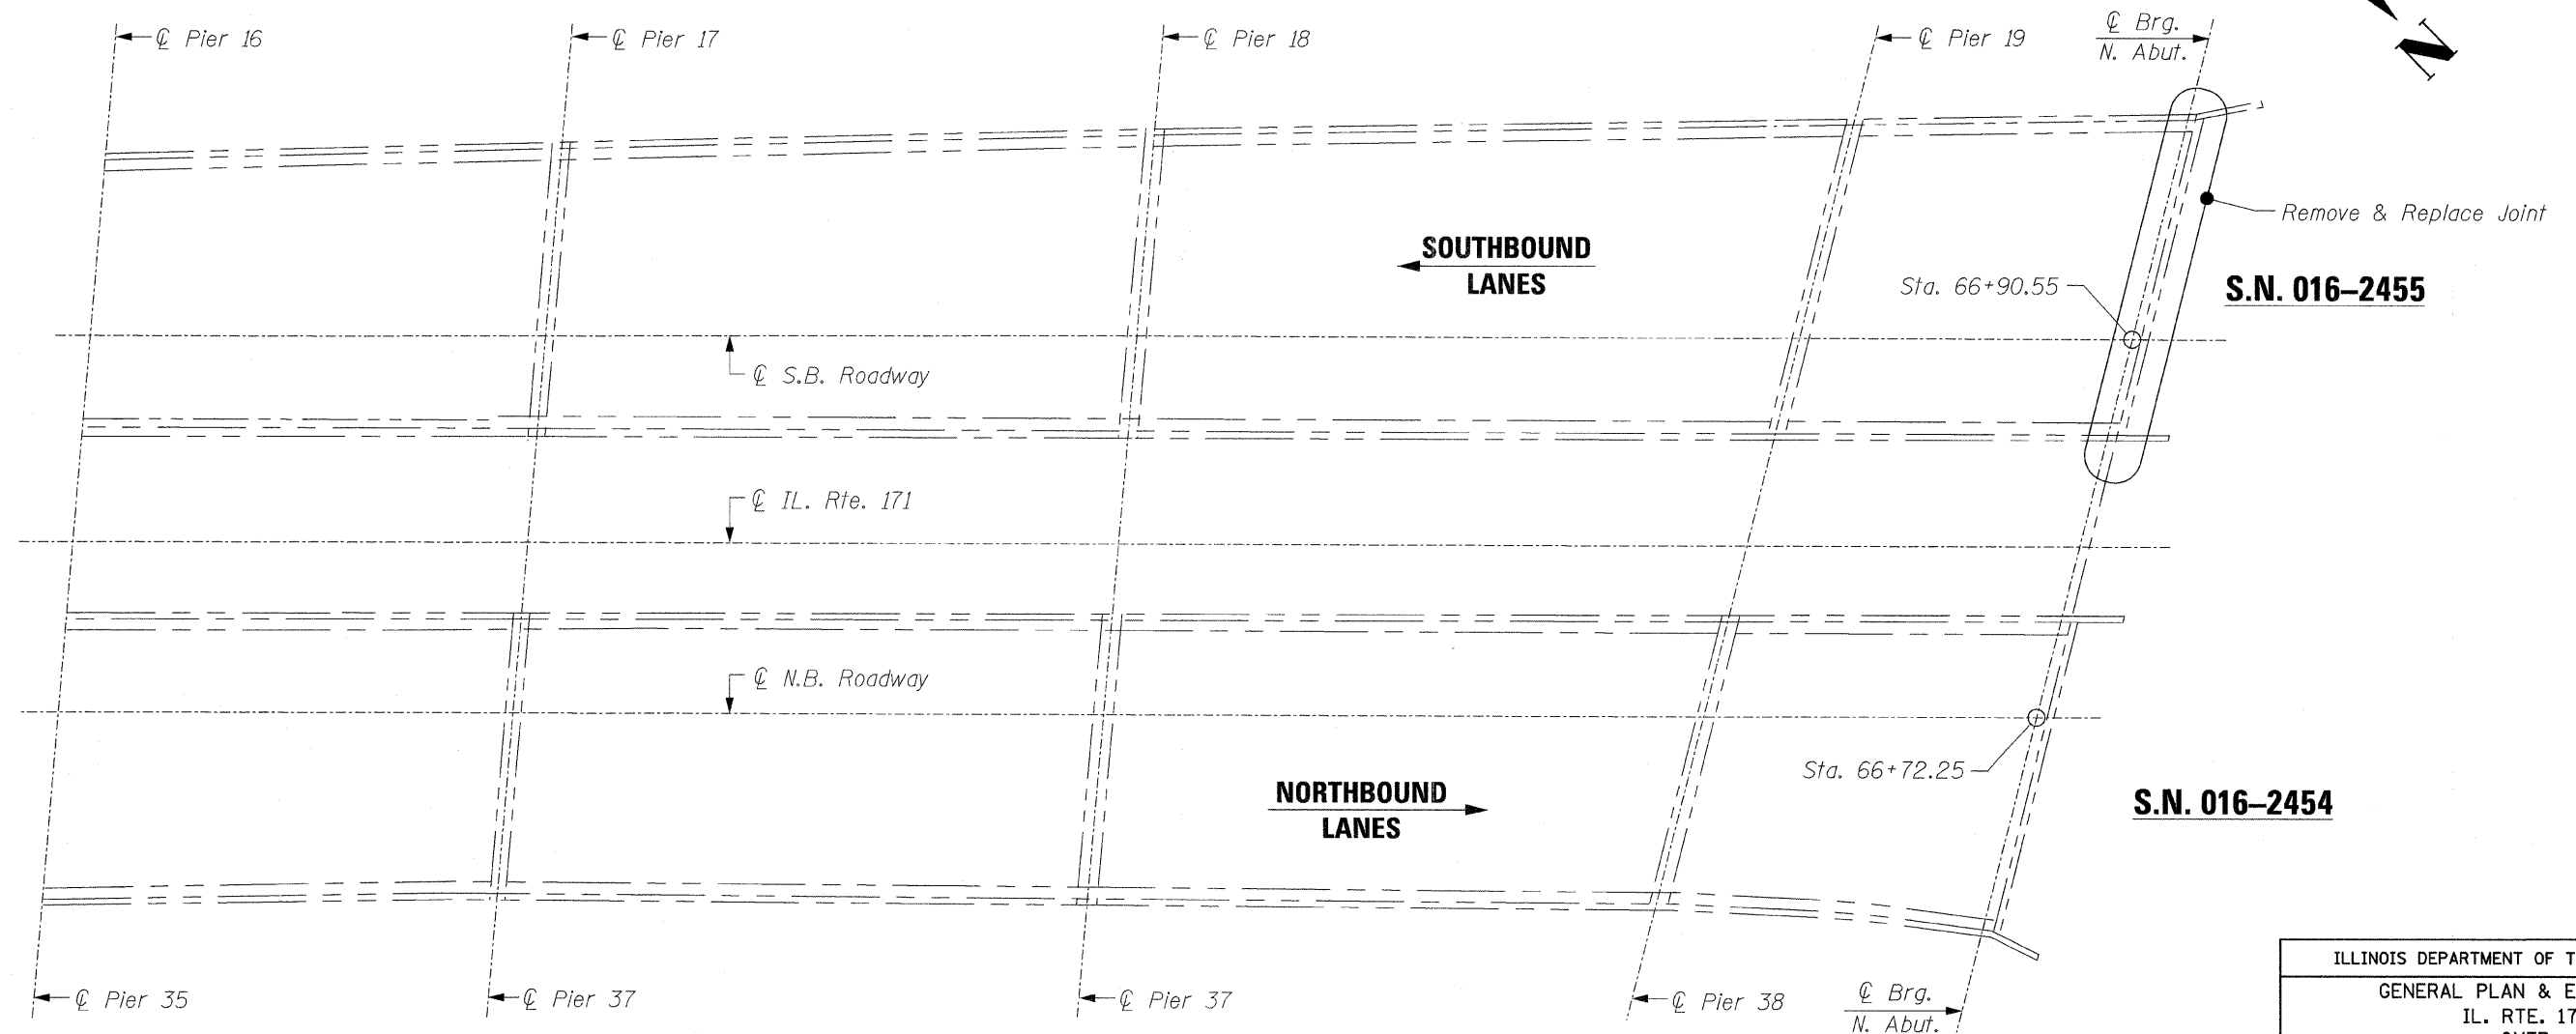 ℄ Pier 16
℄ Pier 17
℄ Pier 18
℄ Pier 19
℄ Brg.
N. Abut.
N
Remove & Replace Joint
SOUTHBOUND
LANES
Sta. 66+90.55
S.N. 016–2455
℄ S.B. Roadway
℄ IL. Rte. 171
℄ N.B. Roadway
Sta. 66+72.25
NORTHBOUND
LANES
S.N. 016–2454
℄ Pier 35
℄ Pier 37
℄ Pier 37
℄ Pier 38
℄ Brg.
N. Abut.
ILLINOIS DEPARTMENT OF T
GENERAL PLAN & E
IL. RTE. 17